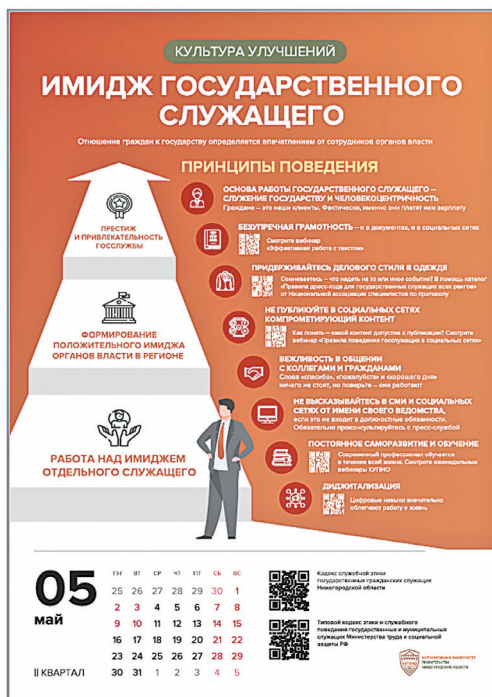 КУЛЬТУРА УЛУЧШЕНИЙ
ИМИДЖ ГОСУДАРСТВЕННОГО
СЛУЖАЩЕГО
Отношение граждан к государству определяется впечатлением от сотрудников органов власти
ПРИНЦИПЫ ПОВЕДЕНИЯ
ПРЕСТИЖ
И ПРИВЛЕКАТЕЛЬНОСТЬ
ГОССЛУЖБЫ
ФОРМИРОВАНИЕ
ПОЛОЖИТЕЛЬНОГО ИМИДЖА
ОРГАНОВ ВЛАСТИ В РЕГИОНЕ
РАБОТА НАД ИМИДЖЕМ
ОТДЕЛЬНОГО СЛУЖАЩЕГО
ОСНОВА РАБОТЫ ГОСУДАРСТВЕННОГО СЛУЖАЩЕГО –
СЛУЖЕНИЕ ГОСУДАРСТВУ И ЧЕЛОВЕКОЦЕНТРИЧНОСТЬ
Граждане – это наши клиенты. Фактически, именно они платят нам зарплату
БЕЗУПРЕЧНАЯ ГРАМОТНОСТЬ – и в документах, и в социальных сетях
Смотрите вебинар
«Эффективная работа с текстом»
ПРИДЕРЖИВАЙТЕСЬ ДЕЛОВОГО СТИЛЯ В ОДЕЖДЕ
Сомневаетесь – что надеть на то или иное событие? В помощь каталог
«Правила дресс-кода для государственных служащих всех рангов»
от Национальной ассоциации специалистов по протоколу
НЕ ПУБЛИКУЙТЕ В СОЦИАЛЬНЫХ СЕТЯХ
КОМПРОМЕТИРУЮЩИЙ КОНТЕНТ
Как понять – какой контент допустим к публикации? Смотрите
вебинар «Правила поведения госслужащих в социальных сетях»
ВЕЖЛИВОСТЬ В ОБЩЕНИИ
С КОЛЛЕГАМИ И ГРАЖДАНАМИ
Слова «спасибо», «пожалуйста» и «хорошего дня»
ничего не стоят, но поверьте – они работают
НЕ ВЫСКАЗЫВАЙТЕСЬ В СМИ И СОЦИАЛЬНЫХ
СЕТЯХ ОТ ИМЕНИ СВОЕГО ВЕДОМСТВА,
если это не входит в должностные обязанности.
Обязательно проконсультируйтесь с пресс-службой
ПОСТОЯННОЕ САМОРАЗВИТИЕ И ОБУЧЕНИЕ
Современный профессионал обучается
в течение всей жизни. Смотрите еженедельные
вебинары КУПНО
ДИДЖИТАЛИЗАЦИЯ
Цифровые навыки значительно
облегчают работу и жизнь
05
май
II КВАРТАЛ
ПН ВТ СР ЧТ ПТ СБ ВС
25 26 27 28 29 30 1
2 3 4 5 6 7 8
9 10 11 12 13 14 15
16 17 18 19 20 21 22
23 24 25 26 27 28 29
30 31 1 2 3 4 5
Кодекс служебной этики
государственных гражданских служащих
Нижегородской области
Типовой кодекс этики и служебного
поведения государственных и муниципальных
служащих Министерства труда и социальной
защиты РФ
КОРПОРАТИВНЫЙ УНИВЕРСИТЕТ
ПРАВИТЕЛЬСТВА
НИЖЕГОРОДСКОЙ ОБЛАСТИ